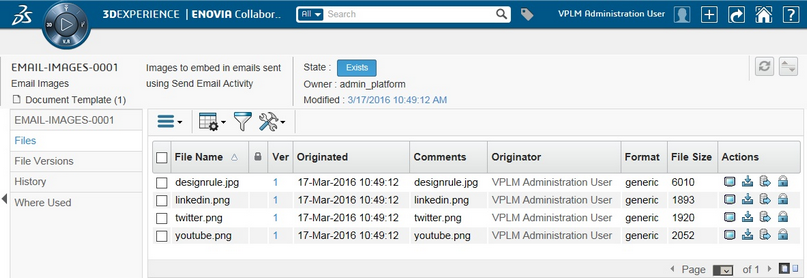 3DEXPERIENCE | ENOVIA Collabor.. All Search VPLM Administration User
3D
V,R
EMAIL-IMAGES-0001
Email Images
Document Template (1)
Images to embed in emails sent
using Send Email Activity
State : Exists
Owner : admin_platform
Modified : 3/17/2016 10:49:12 AM
EMAIL-IMAGES-0001
Files
File Versions
History
Where Used
File Name Ver Originated Comments Originator Format File Size Actions
designrule.jpg 1 17-Mar-2016 10:49:12 designrule.jpg VPLM Administration User generic 6010
linkedin.png 1 17-Mar-2016 10:49:12 linkedin.png VPLM Administration User generic 1893
twitter.png 1 17-Mar-2016 10:49:12 twitter.png VPLM Administration User generic 1920
youtube.png 1 17-Mar-2016 10:49:12 youtube.png VPLM Administration User generic 2052
Page of 1